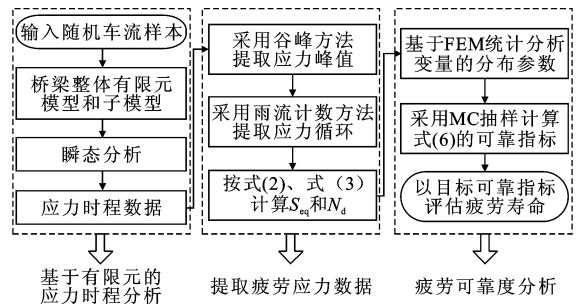 输入随机车流样本
桥梁整体有限元
模型和子模型
瞬态分析
应力时程数据
基于有限元的
应力时程分析
采用谷峰方法
提取应力峰值
采用雨流计数方法
提取应力循环
按式(2)、式（3）
计算Seq和Nd
提取疲劳应力数据
基于FEM统计分析
变量的分布参数
采用MC抽样计算
式(6)的可靠指标
以目标可靠指标
评估疲劳寿命
疲劳可靠度分析